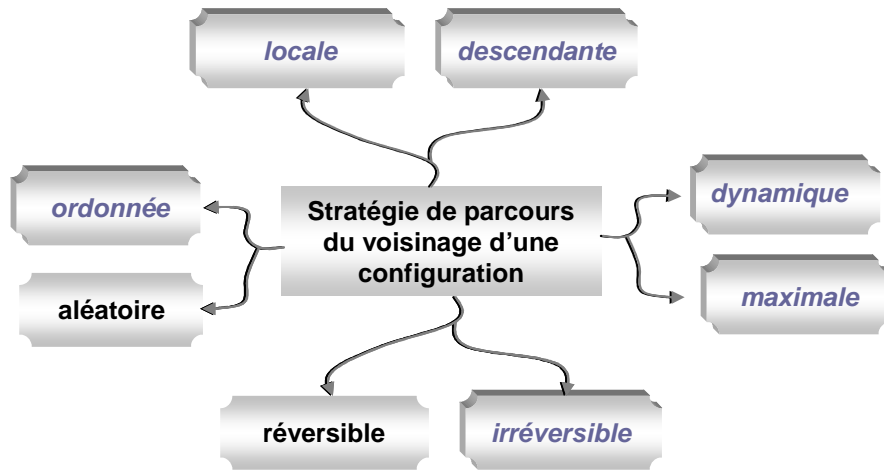 locale
descendante
ordonnée
Stratégie de parcours
du voisinage d'une
configuration
dynamique
aléatoire
maximale
réversible
irréversible